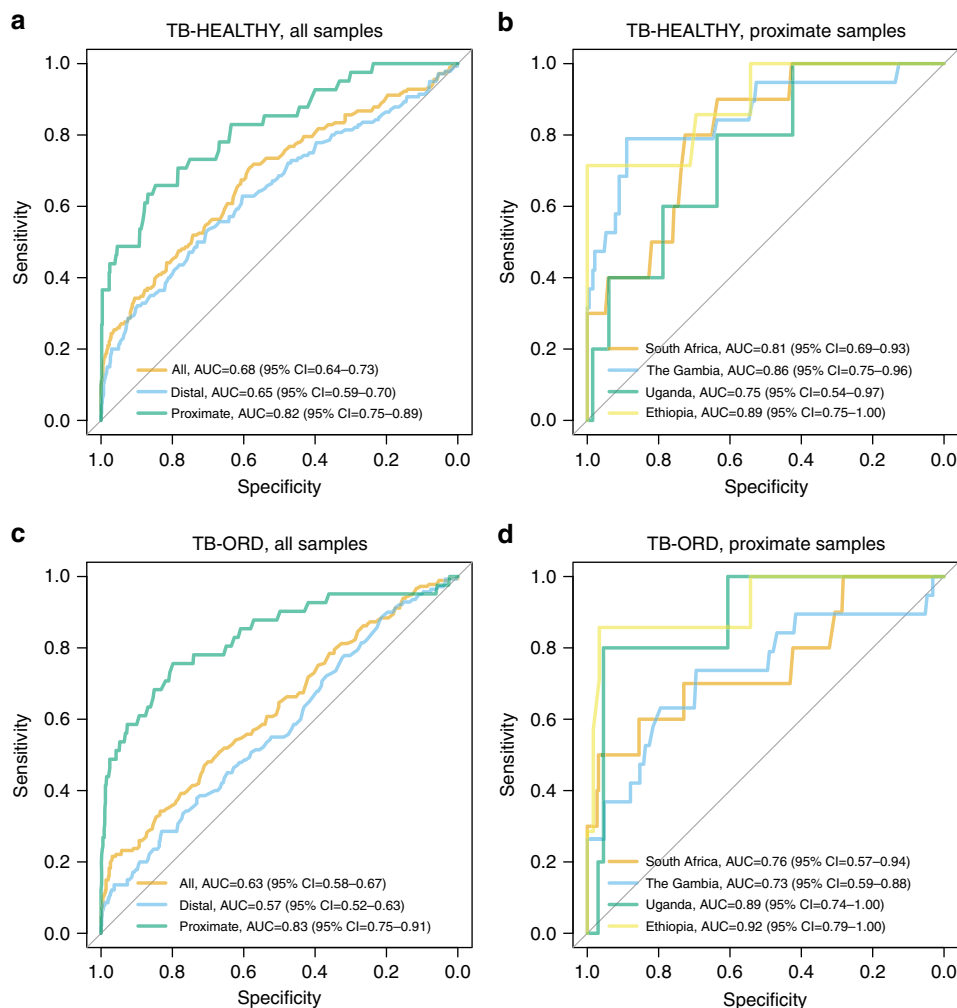 a
TB-HEALTHY, all samples
Sensitivity
1.0
0.8
0.6
0.4
0.2
0.0
All, AUC=0.68 (95% CI=0.64–0.73)
Distal, AUC=0.65 (95% CI=0.59–0.70)
Proximate, AUC=0.82 (95% CI=0.75–0.89)
1.0 0.8 0.6 0.4 0.2 0.0
Specificity
b
TB-HEALTHY, proximate samples
Sensitivity
1.0
0.8
0.6
0.4
0.2
0.0
South Africa, AUC=0.81 (95% CI=0.69–0.93)
The Gambia, AUC=0.86 (95% CI=0.75–0.96)
Uganda, AUC=0.75 (95% CI=0.54–0.97)
Ethiopia, AUC=0.89 (95% CI=0.75–1.00)
1.0 0.8 0.6 0.4 0.2 0.0
Specificity
c
TB-ORD, all samples
Sensitivity
1.0
0.8
0.6
0.4
0.2
0.0
All, AUC=0.63 (95% CI=0.58–0.67)
Distal, AUC=0.57 (95% CI=0.52–0.63)
Proximate, AUC=0.83 (95% CI=0.75–0.91)
1.0 0.8 0.6 0.4 0.2 0.0
Specificity
d
TB-ORD, proximate samples
Sensitivity
1.0
0.8
0.6
0.4
0.2
0.0
South Africa, AUC=0.76 (95% CI=0.57–0.94)
The Gambia, AUC=0.73 (95% CI=0.59–0.88)
Uganda, AUC=0.89 (95% CI=0.74–1.00)
Ethiopia, AUC=0.92 (95% CI=0.79–1.00)
1.0 0.8 0.6 0.4 0.2 0.0
Specificity